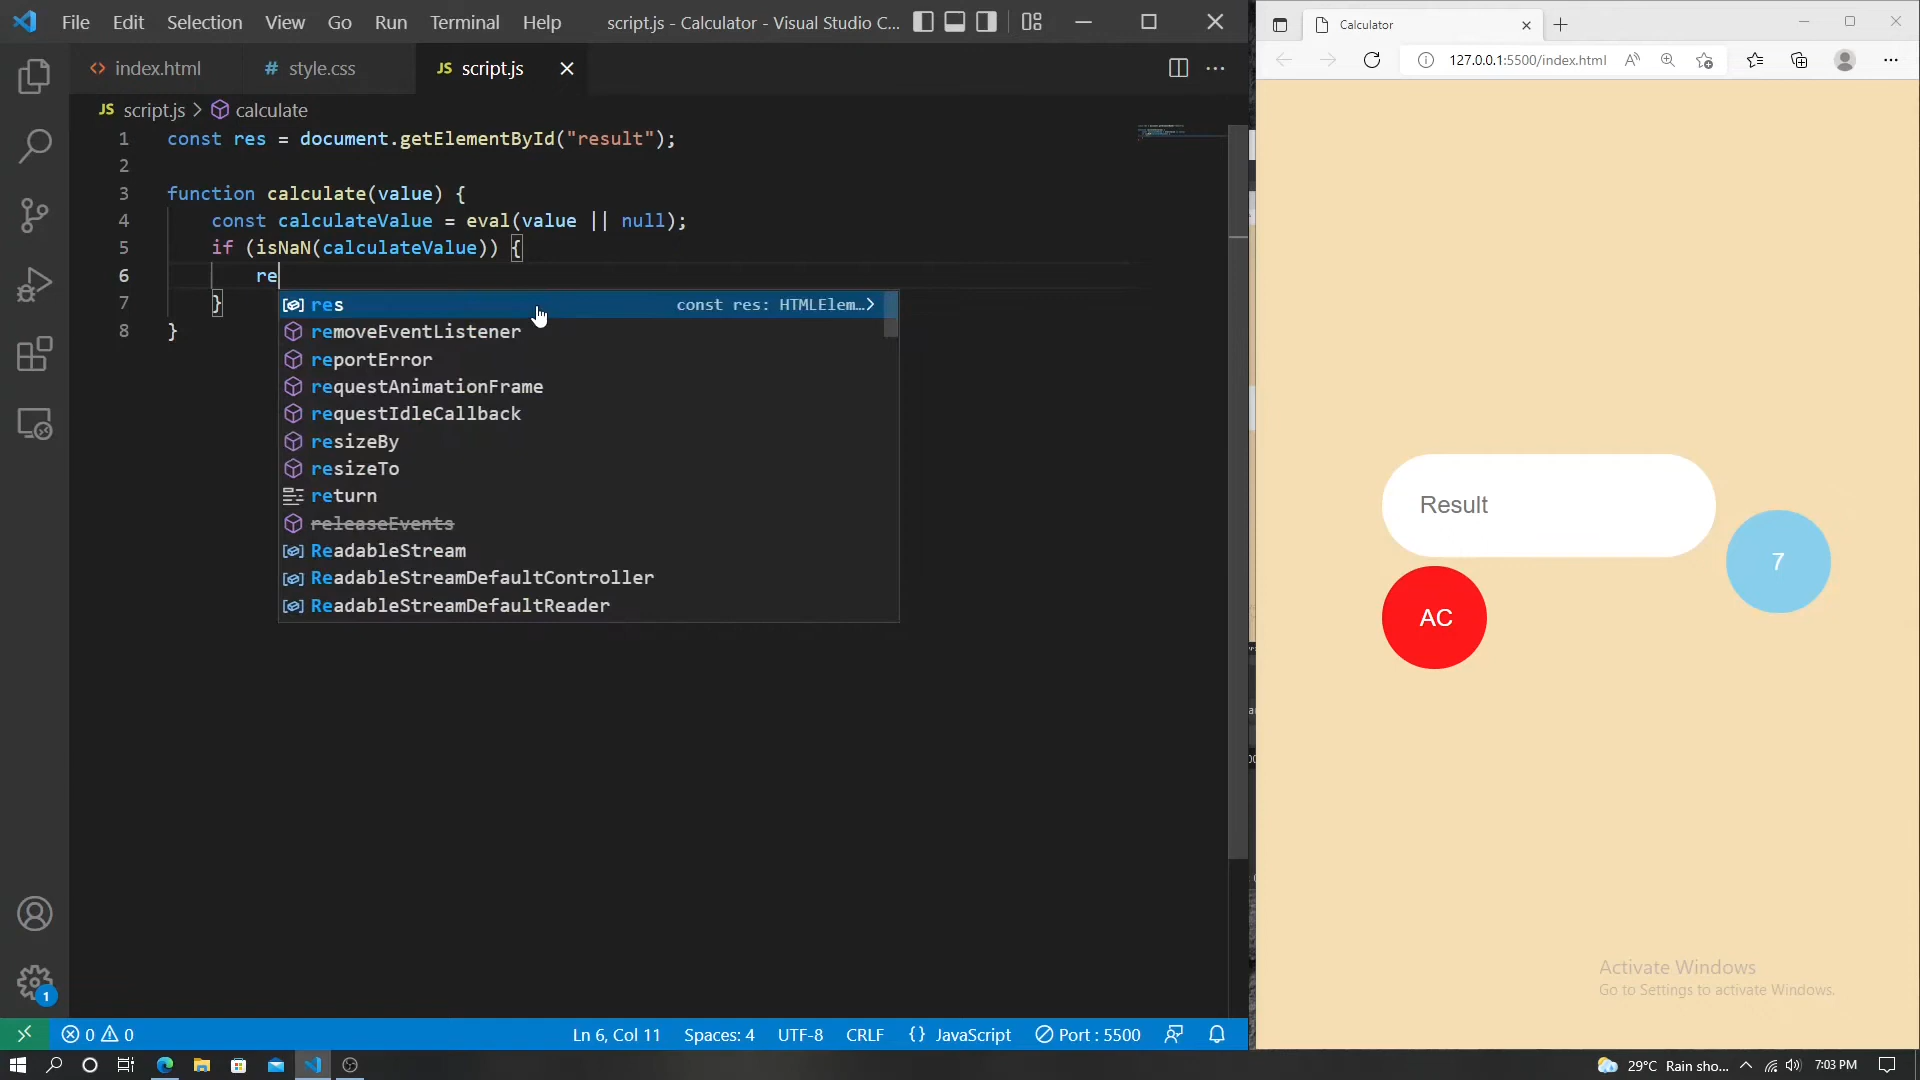 File Edit Selection View Go Run Terminal Help script.js - Calculator - Visual Studio C...
index.html # style.css JS script.js
JS script.js > calculate
1 const res = document.getElementById("result");
2
3 function calculate(value) {
4 const calculateValue = eval(value || null);
5 if (isNaN(calculateValue)) {
6 re
7 }
8 }
res const res: HTMLElem...
removeEventListener
reportError
requestAnimationFrame
requestIdleCallback
resizeBy
resizeTo
return
releaseEvents
ReadableStream
ReadableStreamDefaultController
ReadableStreamDefaultReader
1
0 0 Ln 6, Col 11 Spaces: 4 UTF-8 CRLF {} JavaScript Port : 5500
Calculator
127.0.0.1:5500/index.html
Result
7
AC
Activate Windows
Go to Settings to activate Windows.
29°C Rain sho... 7:03 PM